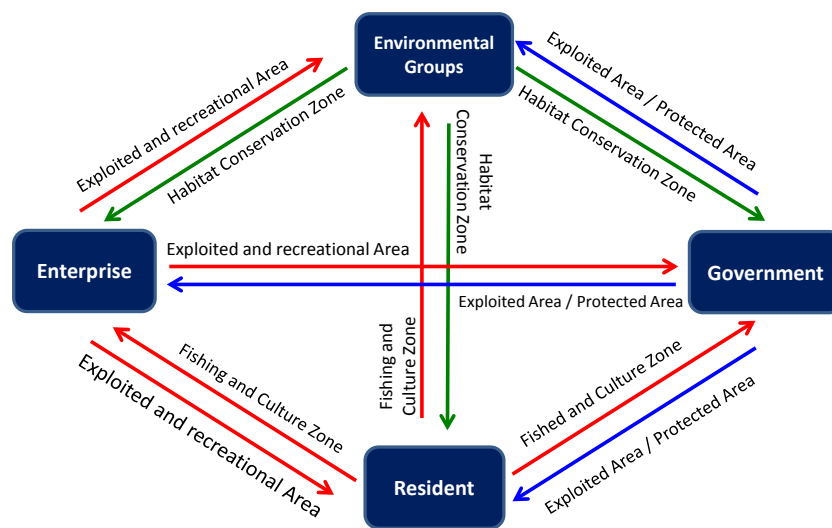 Environmental
Groups
Exploited and recreational Area
Habitat Conservation Zone
Exploited Area / Protected Area
Habitat Conservation Zone
Habitat
Conservation Zone
Enterprise
Exploited and recreational Area
Government
Exploited Area / Protected Area
Fishing and
Culture Zone
Fishing and Culture Zone
Exploited and recreational Area
Fished and Culture Zone
Exploited Area / Protected Area
Resident